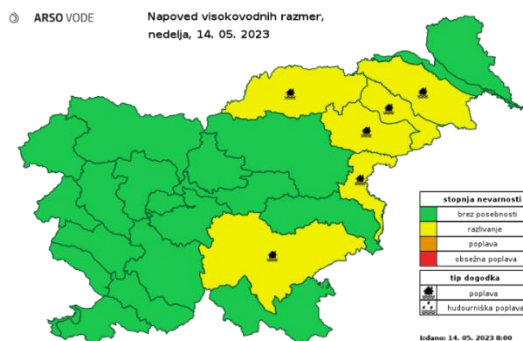 ARSO VODE
Napoved visokovodnih razmer,
nedelja, 14. 05. 2023
stopnja nevarnosti
brez posebnosti
razlivanje
poplava
obsežna poplava
tip dogodka
poplava
hudourniška poplava
Izdano: 14. 05. 2023 8:00